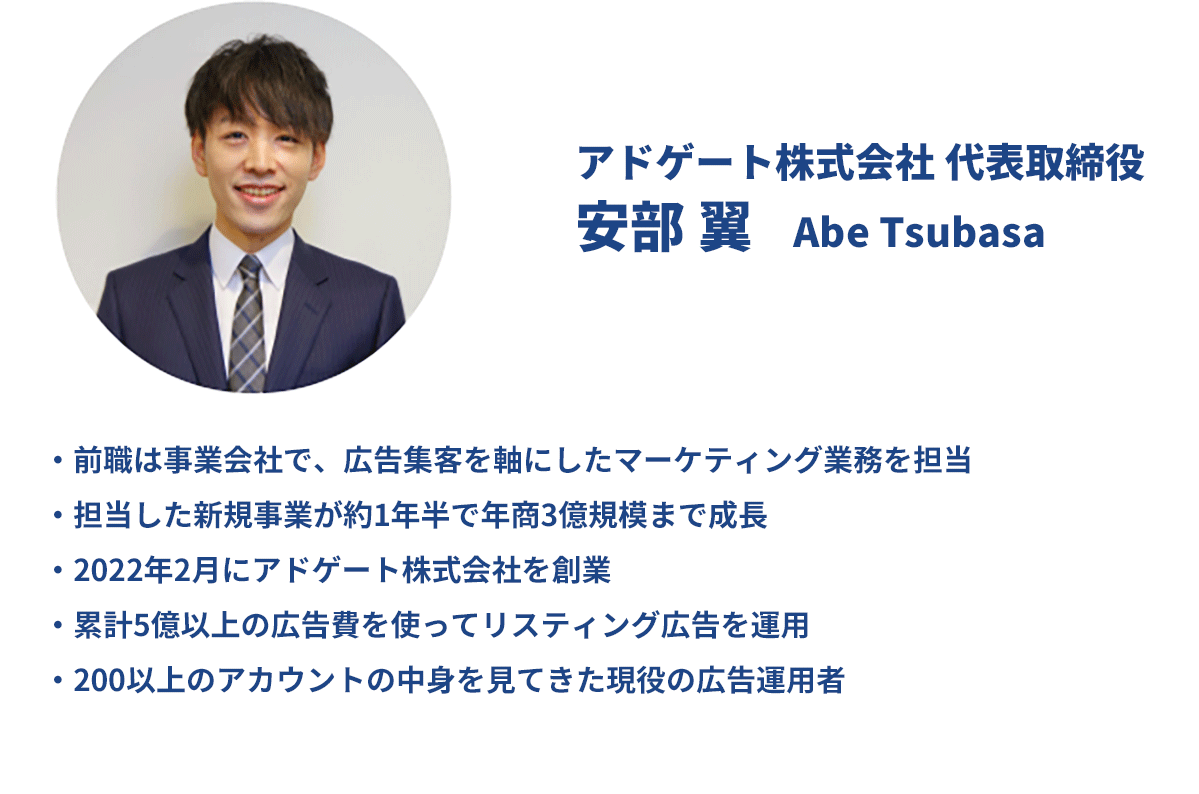 アドゲート株式会社 代表取締役
安部 翼 Abe Tsubasa
・前職は事業会社で、広告集客を軸にしたマーケティング業務を担当
・担当した新規事業が約1年半で年商3億規模まで成長
・2022年2月にアドゲート株式会社を創業
・累計5億以上の広告費を使ってリスティング広告を運用
・200以上のアカウントの中身を見てきた現役の広告運用者